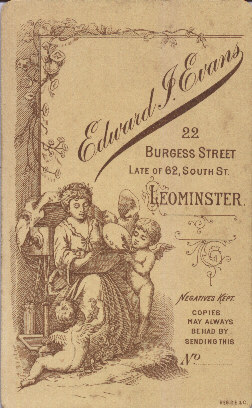 Edward J. Evans
22
BURGESS STREET
LATE OF 62, SOUTH ST.
LEOMINSTER.
NEGATIVES KEPT.
COPIES
MAY ALWAYS
BE HAD BY
SENDING THIS
No